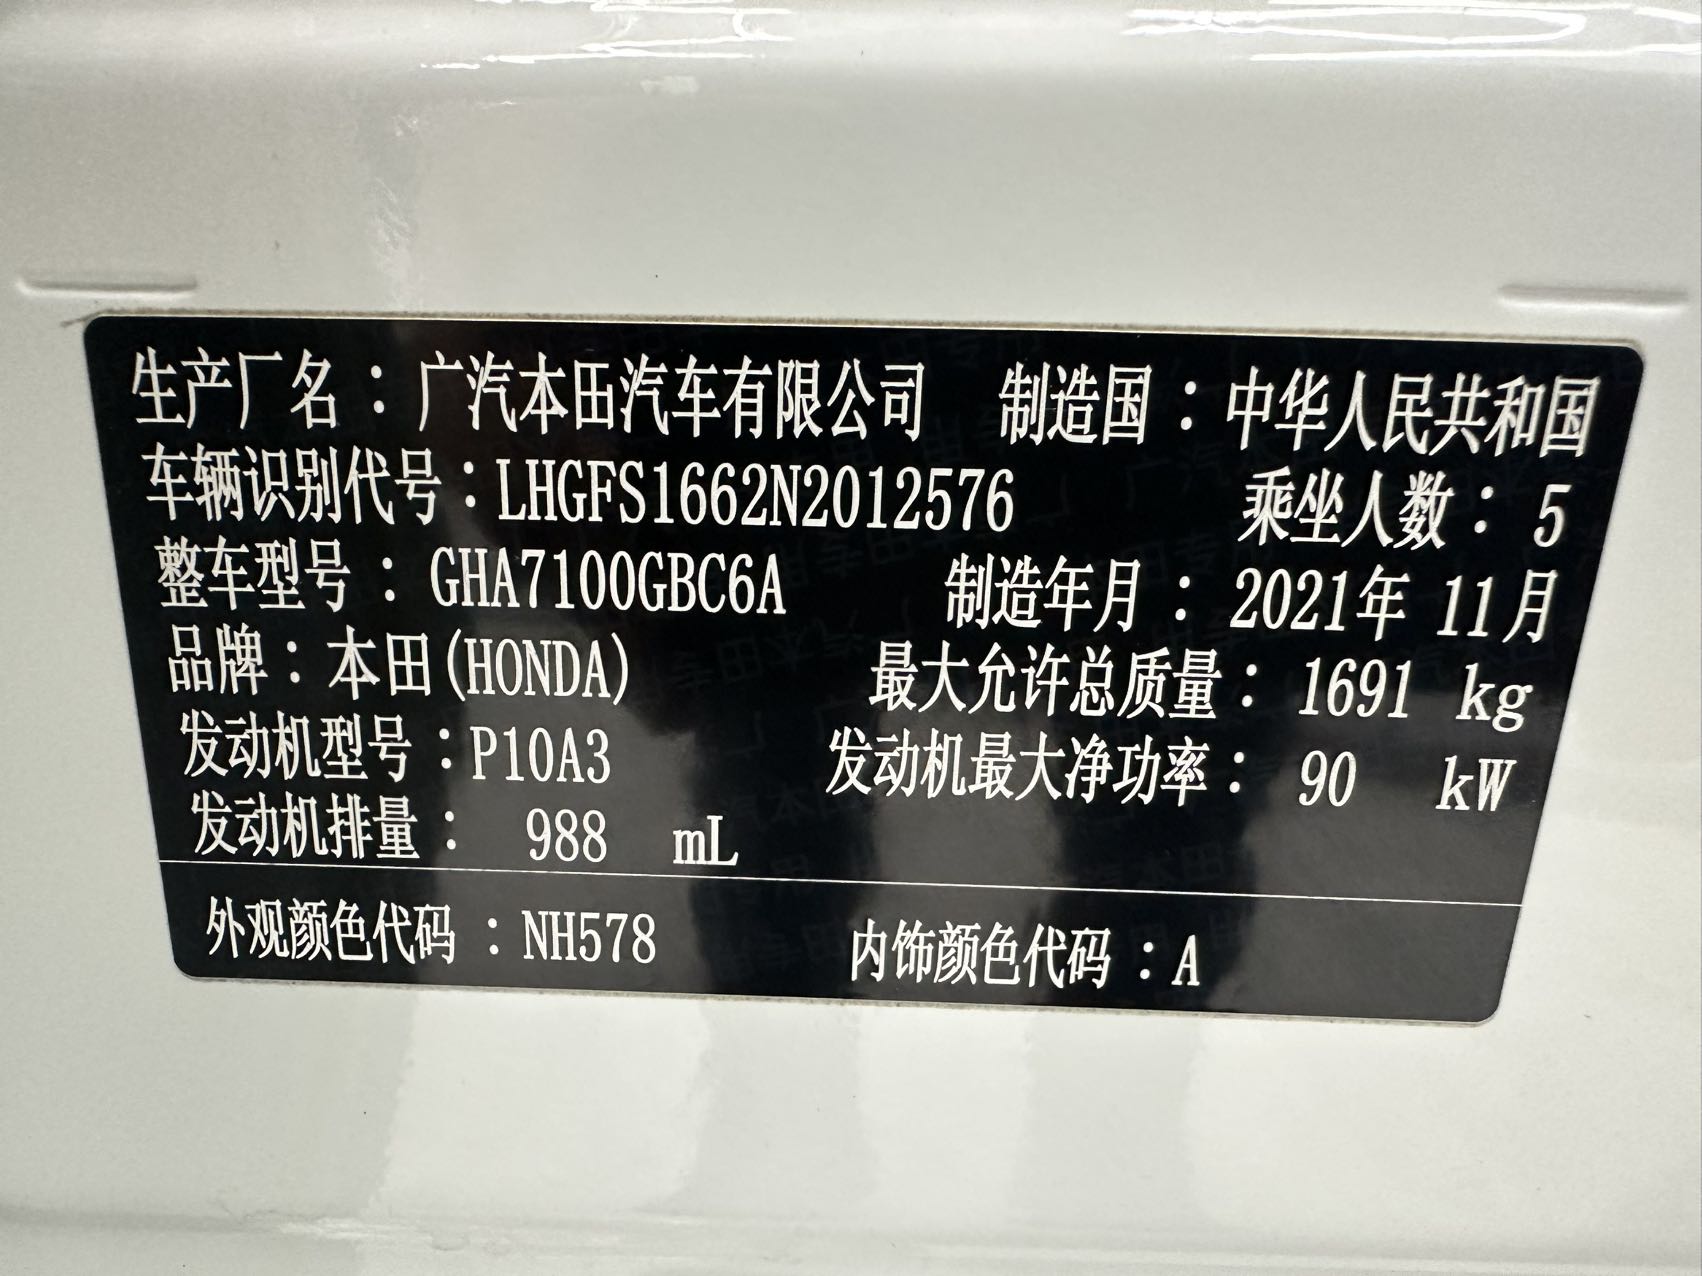 生产厂名：广汽本田汽车有限公司 制造国：中华人民共和国
车辆识别代号：LHGFS1662N2012576 乘坐人数：5
整车型号：GHA7100GBC6A 制造年月：2021年 11月
品牌：本田(HONDA) 最大允许总质量：1691 kg
发动机型号：P10A3 发动机最大净功率：90 kW
发动机排量：988 mL
外观颜色代码：NH578 内饰颜色代码：A